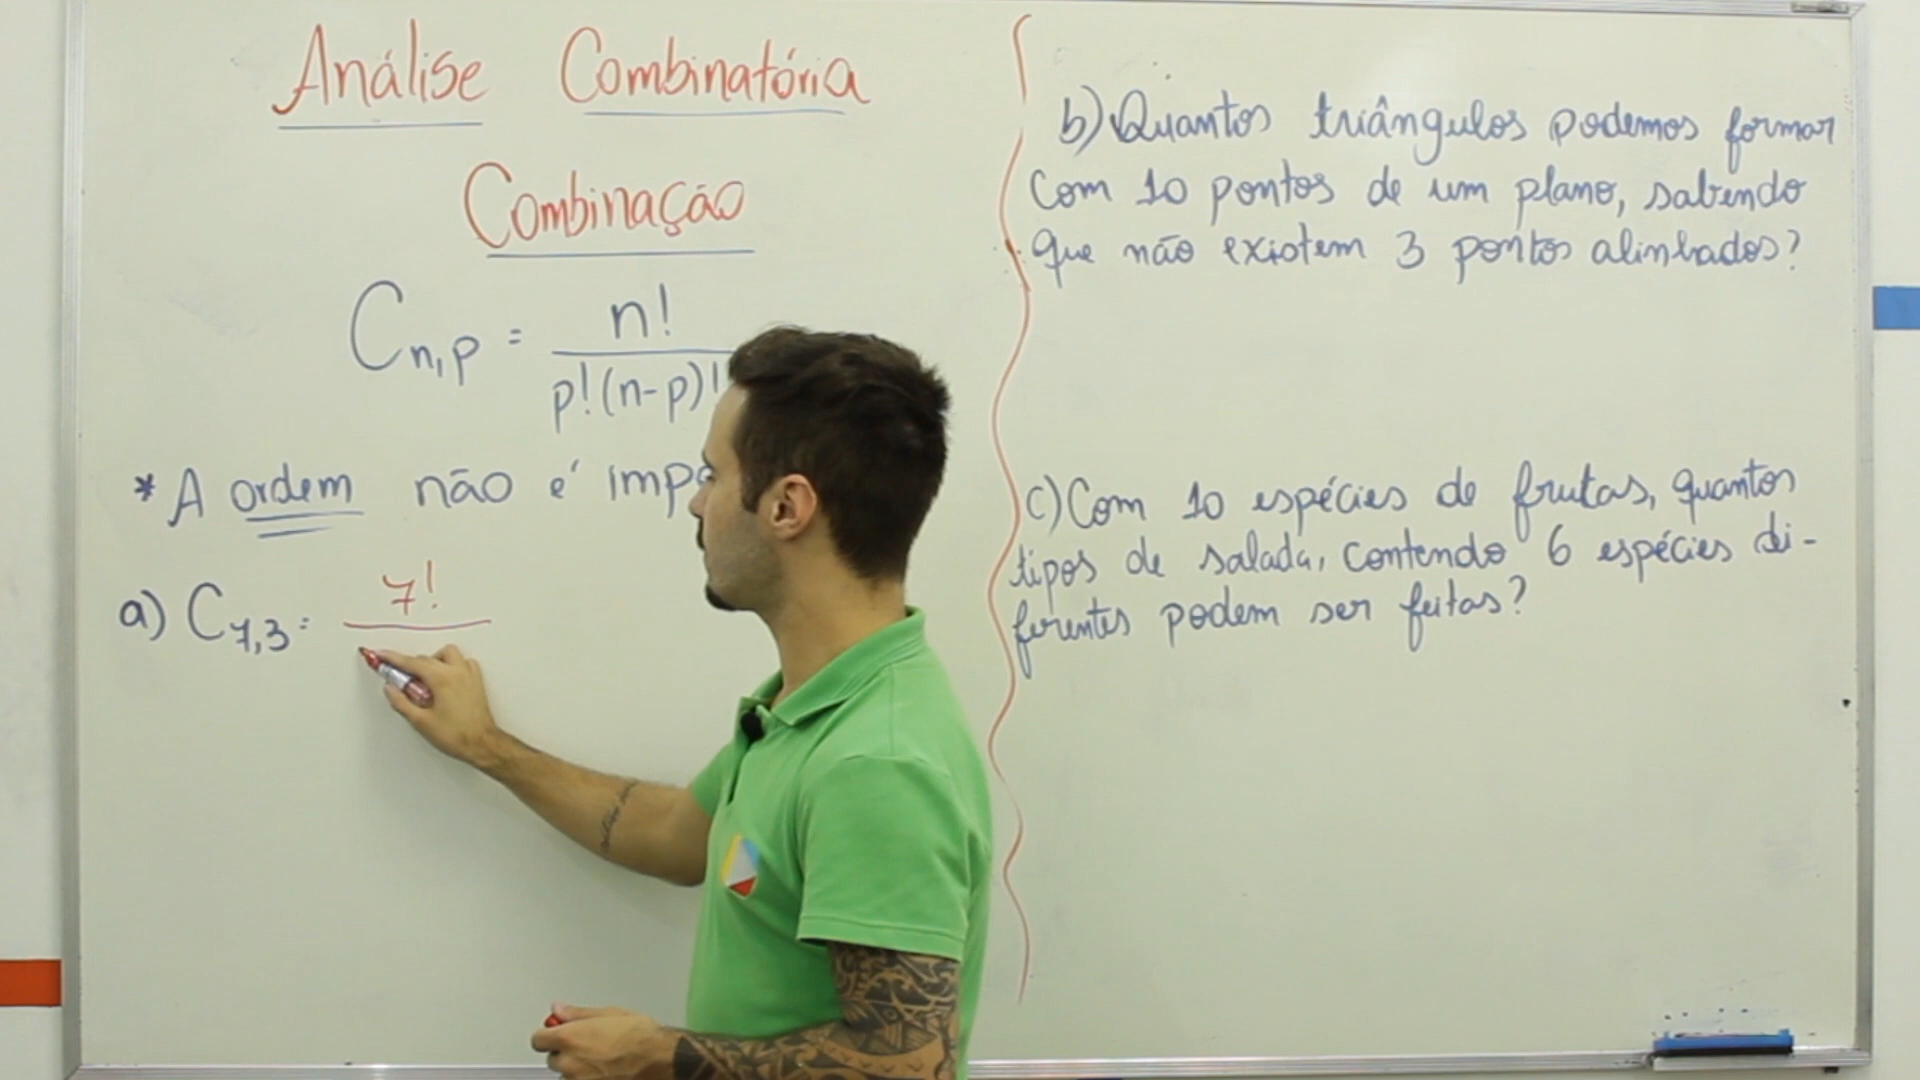 Análise Combinatória
Combinação
C n,p = n! / p!(n-p)!
* A ordem não é
a) C 7,3 = 7!
b) Quantos triângulos podemos formar
com 10 pontos de um plano, sabendo
que não existem 3 pontos alinhados?
c) Com 10 espécies de frutas, quantos
tipos de salada, contendo 6 espécies di-
ferentes podem ser feitas?